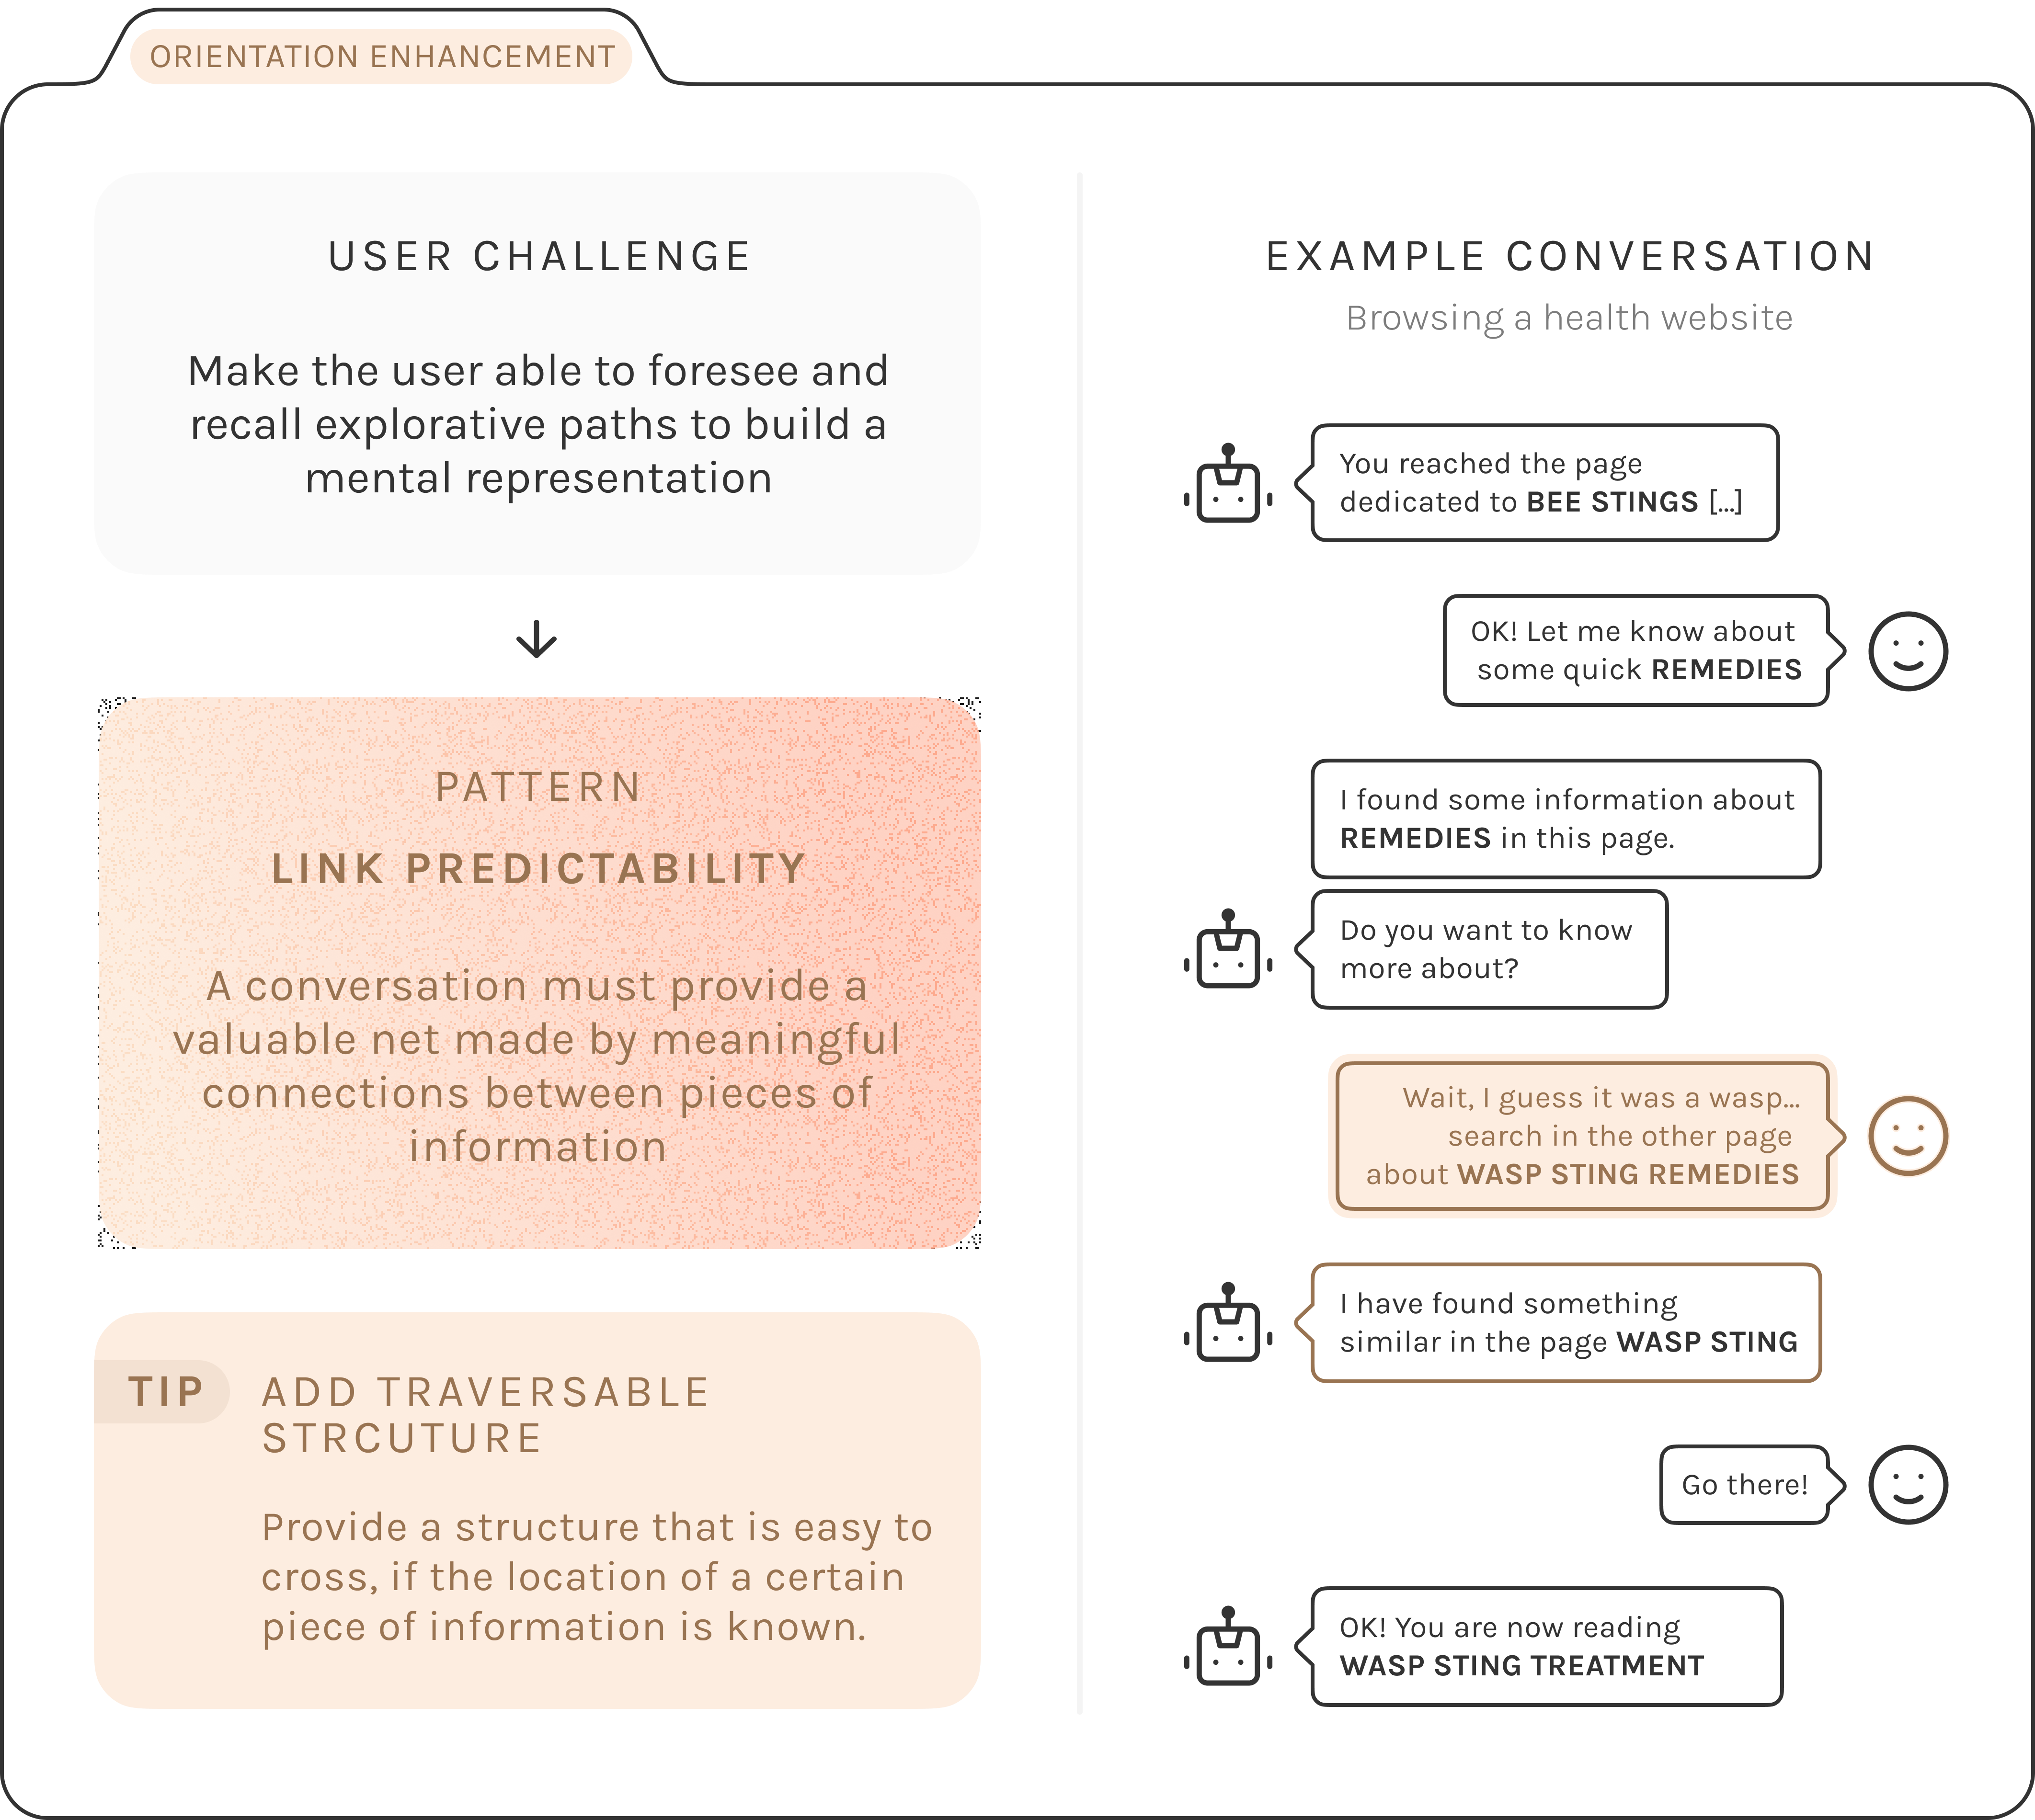 ORIENTATION ENHANCEMENT
USER CHALLENGE
Make the user able to foresee and
recall explorative paths to build a
mental representation
PATTERN
LINK PREDICTABILITY
A conversation must provide a
valuable net made by meaningful
connections between pieces of
information
TIP
ADD TRAVERSABLE
STRCUTURE
Provide a structure that is easy to
cross, if the location of a certain
piece of information is known.
EXAMPLE CONVERSATION
Browsing a health website
You reached the page
dedicated to BEE STINGS [...]
OK! Let me know about
some quick REMEDIES
I found some information about
REMEDIES in this page.
Do you want to know
more about?
Wait, I guess it was a wasp...
search in the other page
about WASP STING REMEDIES
I have found something
similar in the page WASP STING
Go there!
OK! You are now reading
WASP STING TREATMENT